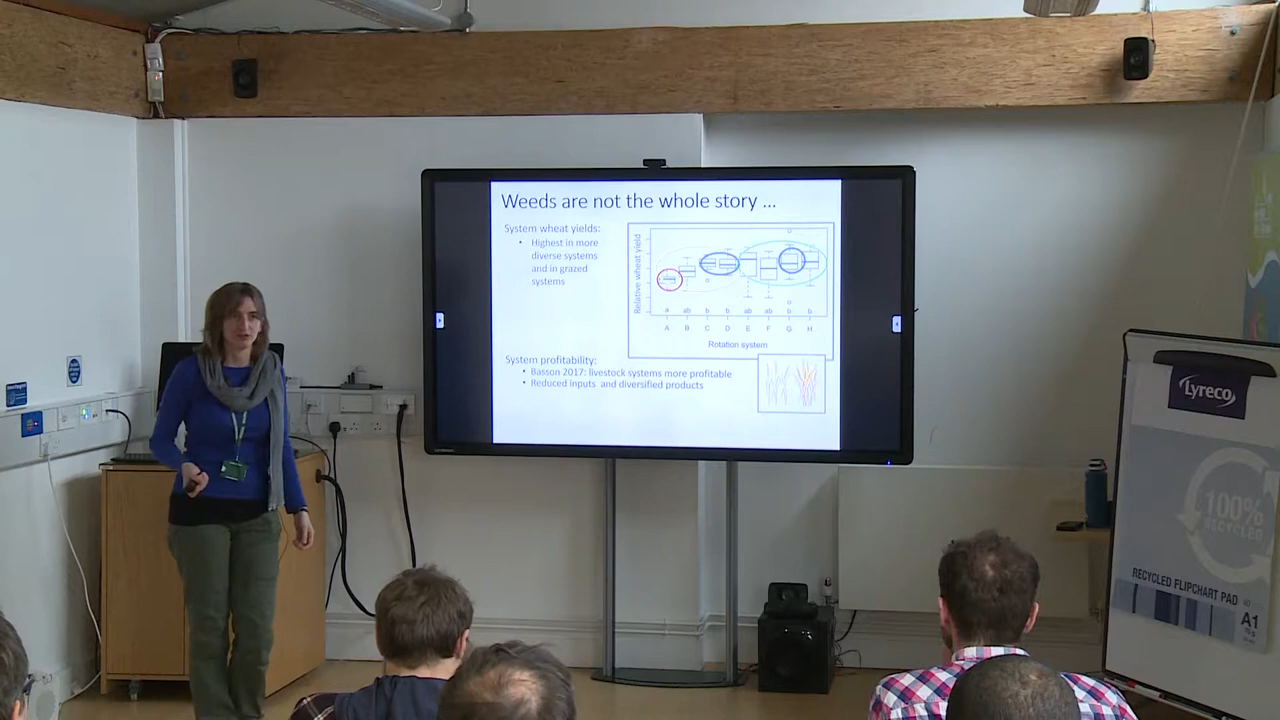 Weeds are not the whole story ...
System wheat yields:
• Highest in more
diverse systems
and in grazed
systems
Relative wheat yield
a ab b b ab ab b b
A B C D E F G H
Rotation system
System profitability:
• Basson 2017: livestock systems more profitable
• Reduced inputs and diversified products
Lyreco
100%
RECYCLED
RECYCLED FLIPCHART PAD
A1